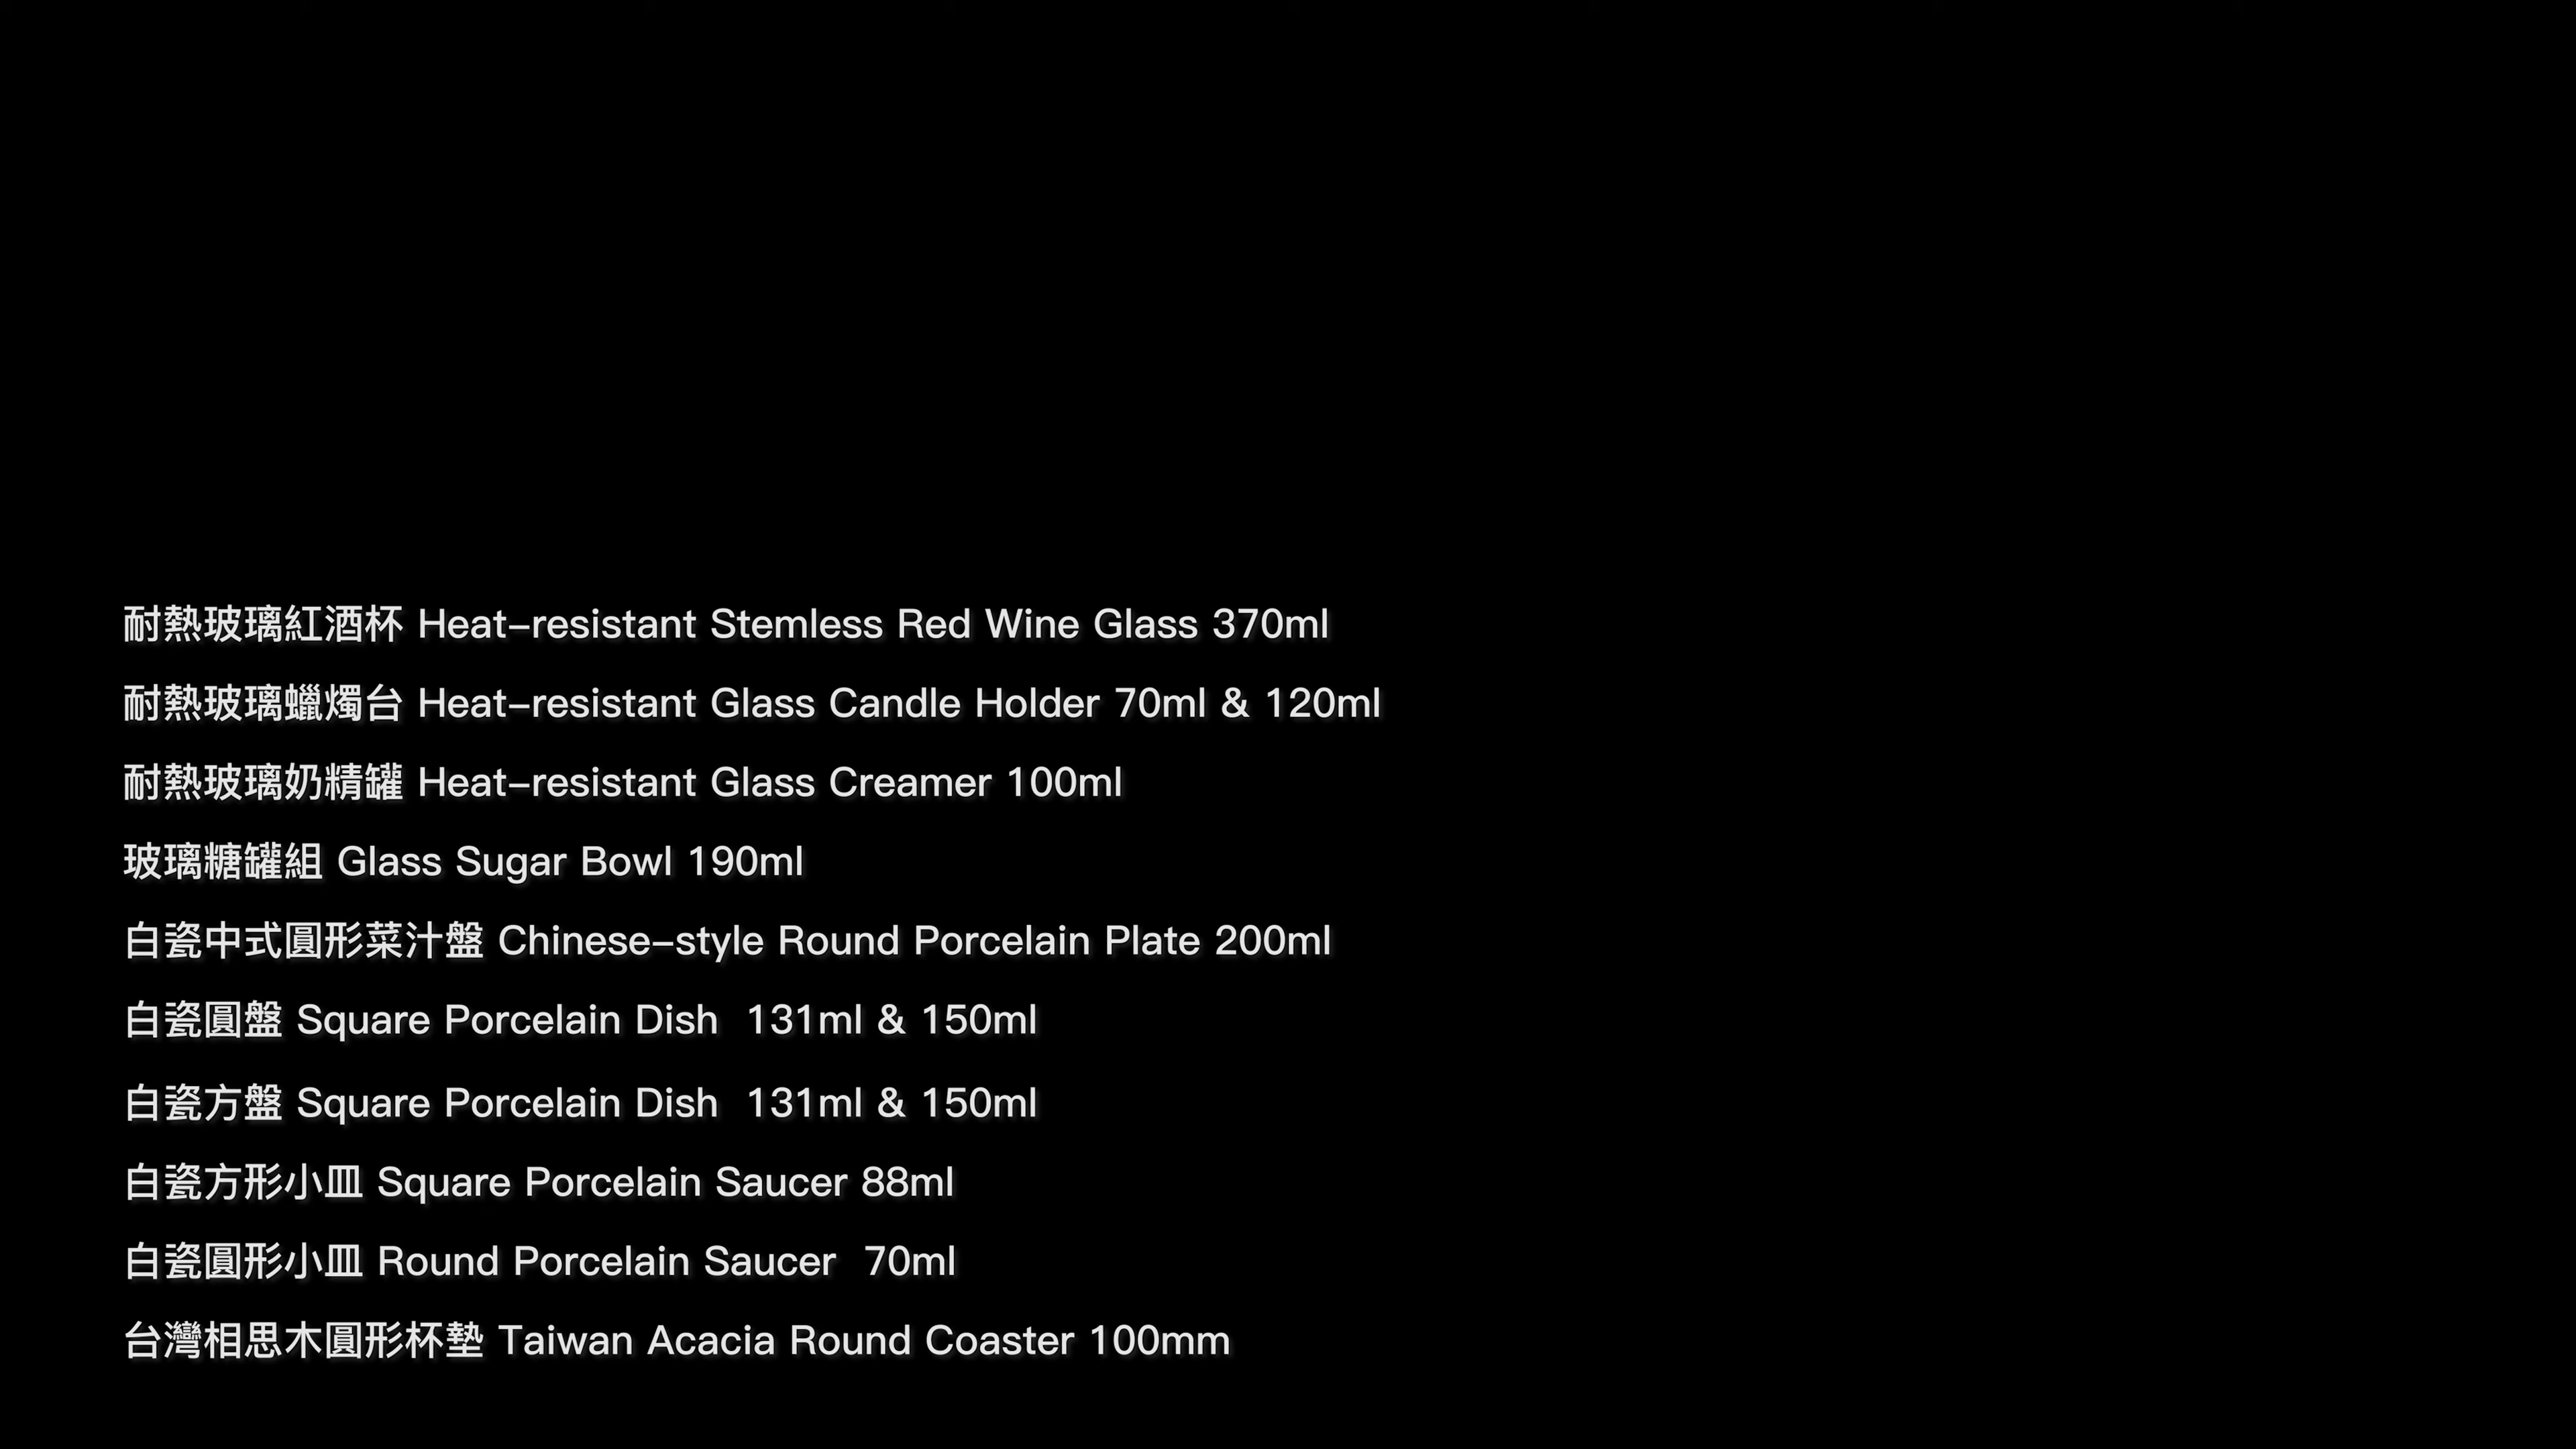 耐熱玻璃紅酒杯 Heat-resistant Stemless Red Wine Glass 370ml
耐熱玻璃蠟燭台 Heat-resistant Glass Candle Holder 70ml & 120ml
耐熱玻璃奶精罐 Heat-resistant Glass Creamer 100ml
玻璃糖罐組 Glass Sugar Bowl 190ml
白瓷中式圓形菜汁盤 Chinese-style Round Porcelain Plate 200ml
白瓷圓盤 Square Porcelain Dish  131ml & 150ml
白瓷方盤 Square Porcelain Dish  131ml & 150ml
白瓷方形小皿 Square Porcelain Saucer 88ml
白瓷圓形小皿 Round Porcelain Saucer  70ml
台灣相思木圓形杯墊 Taiwan Acacia Round Coaster 100mm